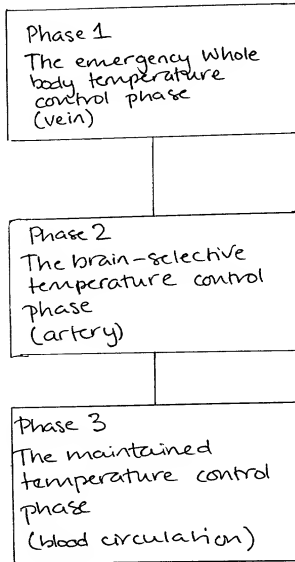 Phase 1
The emergency whole
body temperature
control phase
(vein)
Phase 2
The brain-selective
temperature control
phase
(artery)
Phase 3
The maintained
temperature control
phase
(blood circulation)